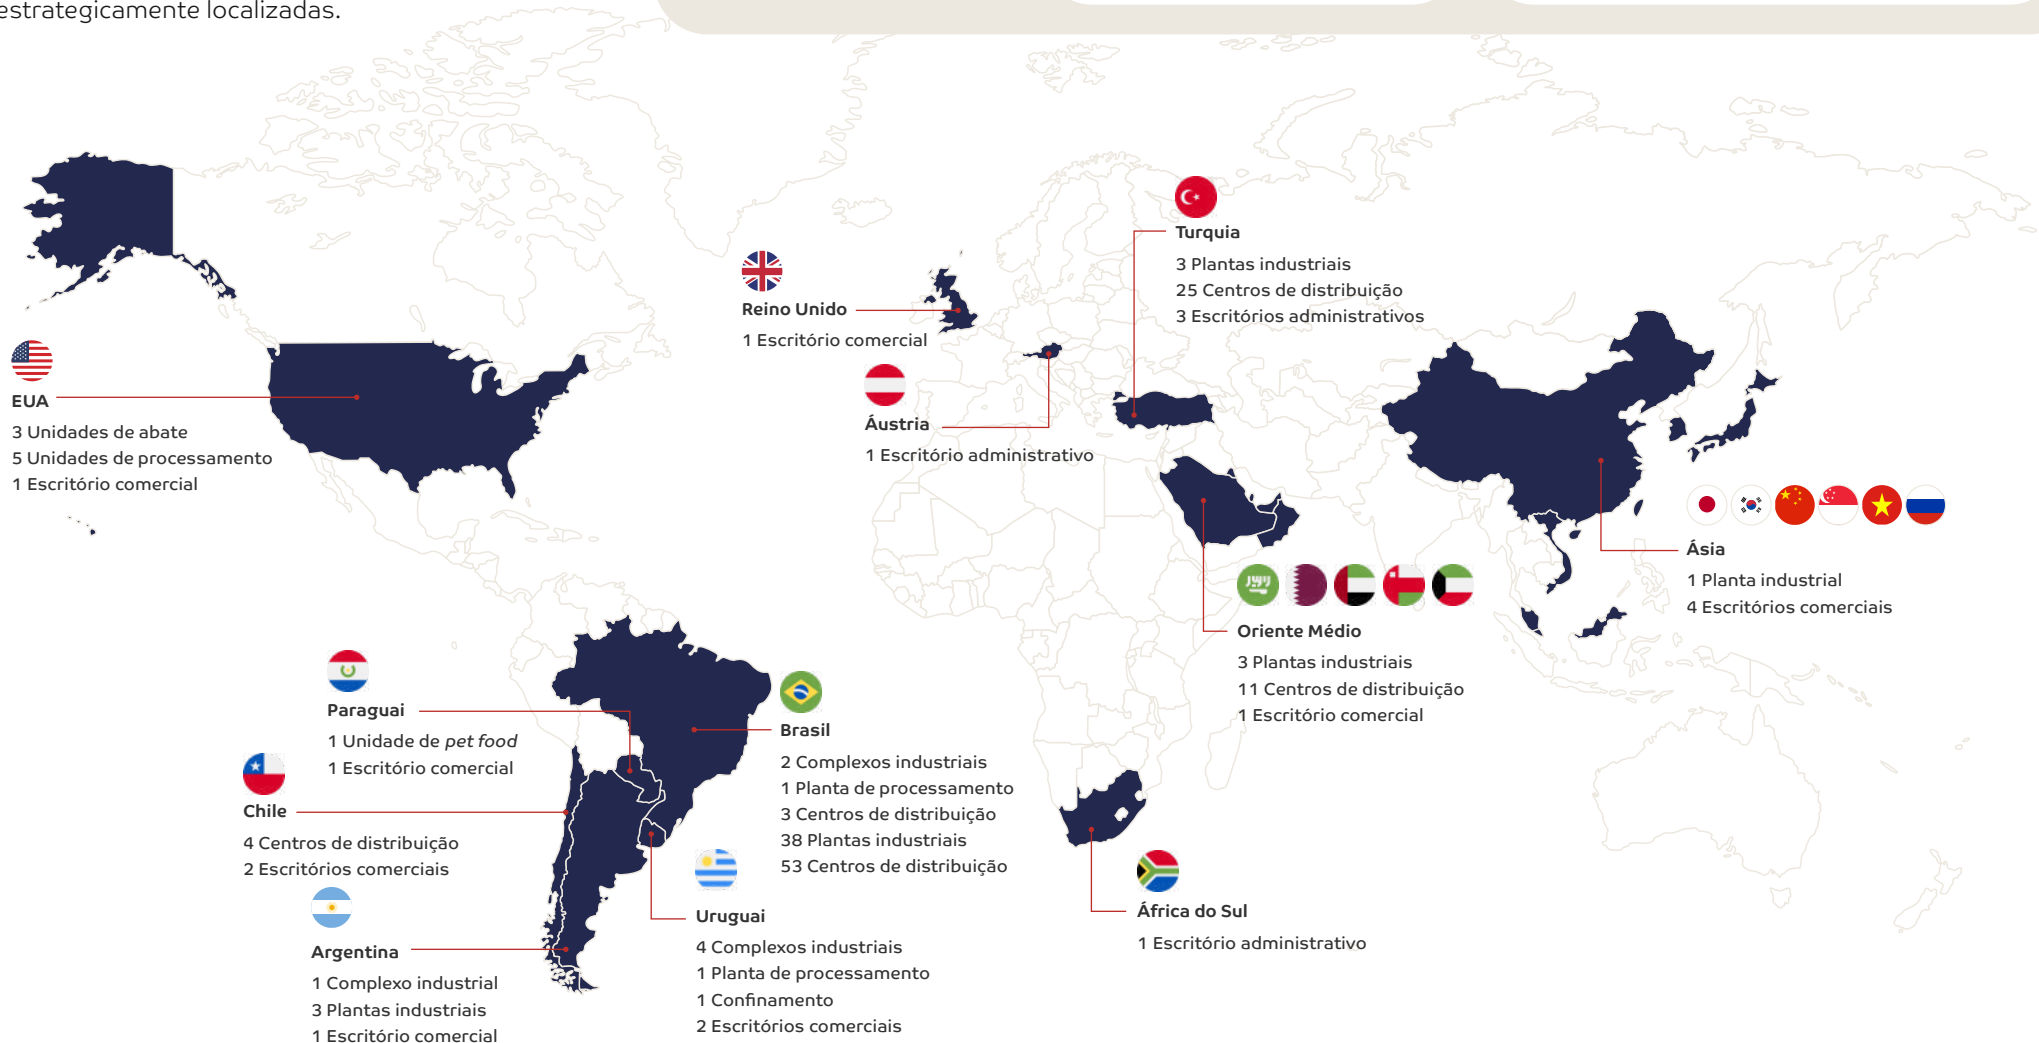 estrategicamente localizadas.
EUA
3 Unidades de abate
5 Unidades de processamento
1 Escritório comercial
Reino Unido
1 Escritório comercial
Áustria
1 Escritório administrativo
Turquia
3 Plantas industriais
25 Centros de distribuição
3 Escritórios administrativos
Ásia
1 Planta industrial
4 Escritórios comerciais
Oriente Médio
3 Plantas industriais
11 Centros de distribuição
1 Escritório comercial
Paraguai
1 Unidade de pet food
1 Escritório comercial
Brasil
2 Complexos industriais
1 Planta de processamento
3 Centros de distribuição
38 Plantas industriais
53 Centros de distribuição
Chile
4 Centros de distribuição
2 Escritórios comerciais
Argentina
1 Complexo industrial
3 Plantas industriais
1 Escritório comercial
Uruguai
4 Complexos industriais
1 Planta de processamento
1 Confinamento
2 Escritórios comerciais
África do Sul
1 Escritório administrativo